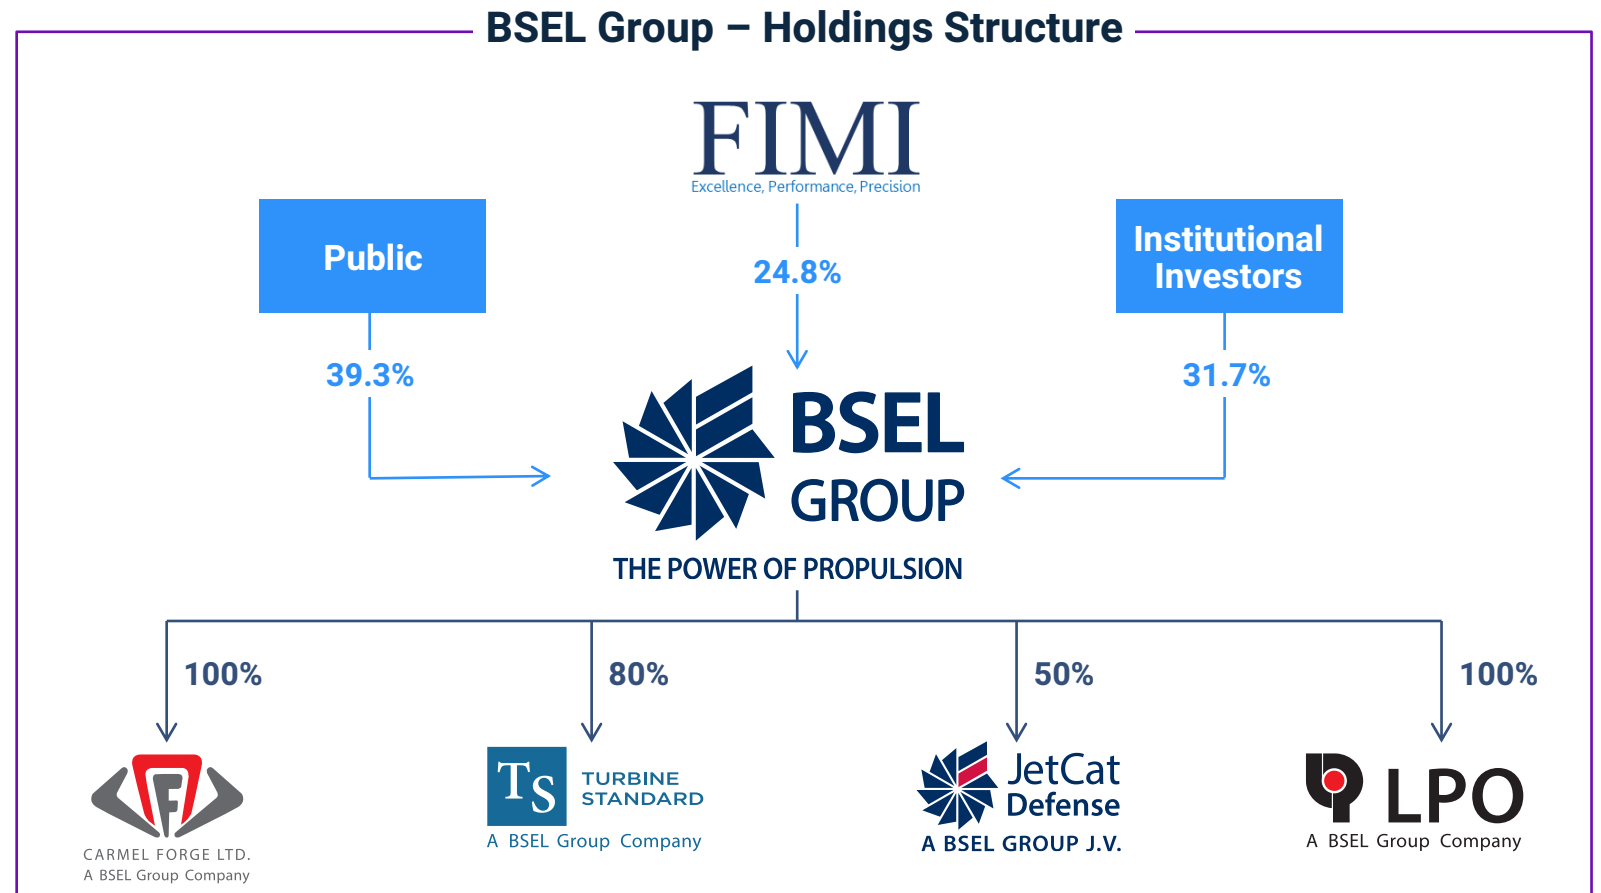 BSEL Group – Holdings Structure
FIMI
Excellence, Performance, Precision
Public
Institutional
Investors
24.8%
39.3%
31.7%
BSEL
GROUP
THE POWER OF PROPULSION
100%
80%
50%
100%
CF
CARMEL FORGE LTD.
A BSEL Group Company
TS
TURBINE
STANDARD
A BSEL Group Company
JetCat
Defense
A BSEL GROUP J.V.
LPO
A BSEL Group Company